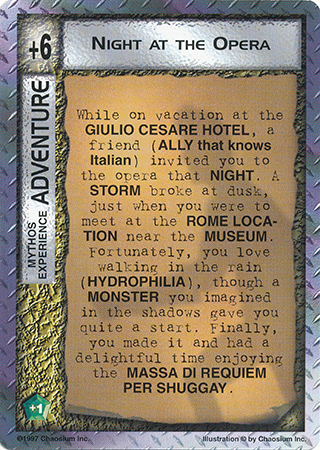 +6
NIGHT AT THE OPERA
MYTHOS
EXPERIENCE
ADVENTURE
While on vacation at the
GIULIO CESARE HOTEL, a
friend (ALLY that knows
Italian) invited you to
the opera that NIGHT. A
STORM broke at dusk,
just when you were to
meet at the ROME LOCA-
TION near the MUSEUM.
Fortunately, you love
walking in the rain
(HYDROPHILIA), though a
MONSTER you imagined
in the shadows gave you
quite a start. Finally,
you made it and had a
delightful time enjoying
the MASSA DI REQUIEM
PER SHUGGAY.
+1
©1997 Chaosium Inc.
Illustration © by Chaosium Inc.